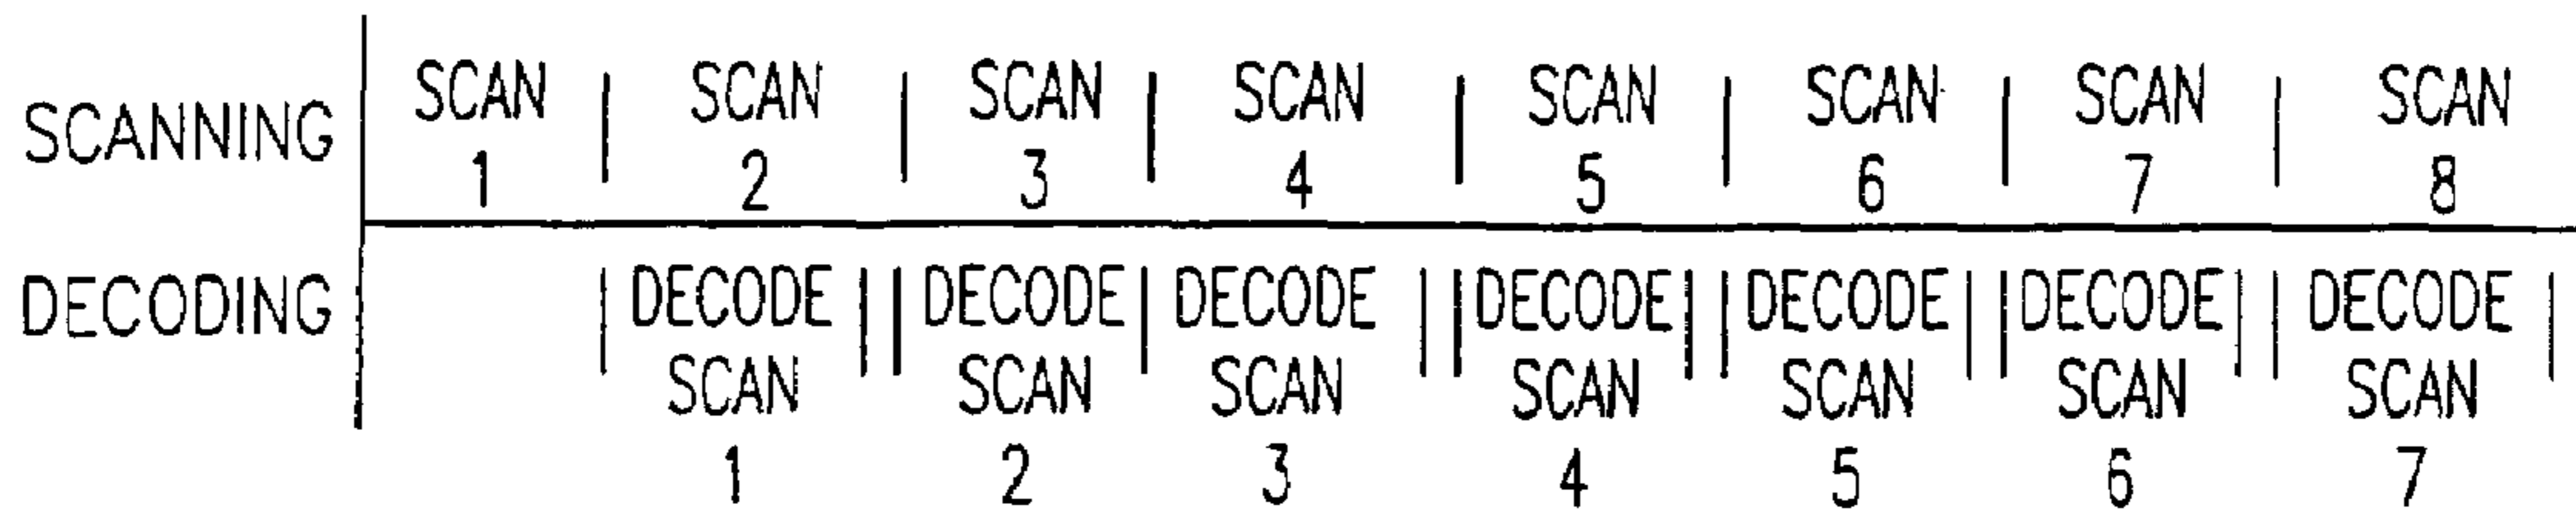 SCANNING SCAN SCAN SCAN SCAN SCAN SCAN SCAN SCAN
1 2 3 4 5 6 7 8
DECODING DECODE DECODE DECODE DECODE DECODE DECODE DECODE
SCAN SCAN SCAN SCAN SCAN SCAN SCAN
1 2 3 4 5 6 7